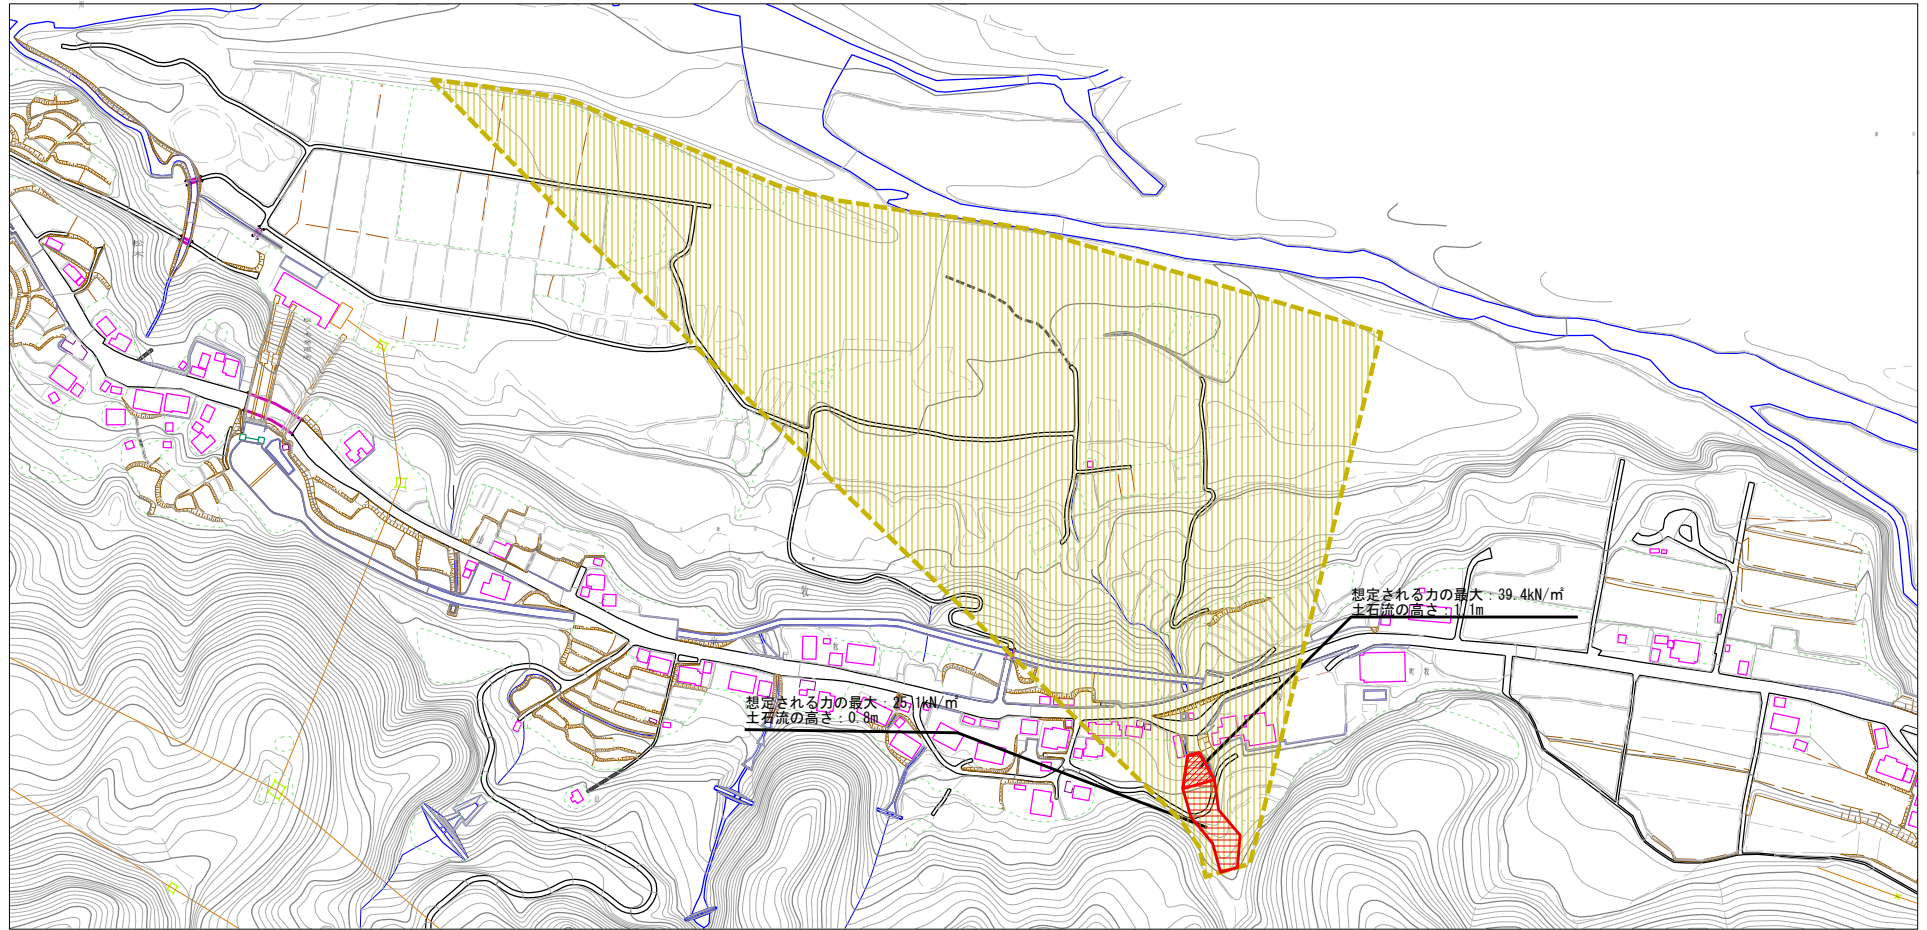 想定される力の最大：39.4kN/㎡
土石流の高さ：1.1m
想定される力の最大：25.1kN/㎡
土石流の高さ：0.8m